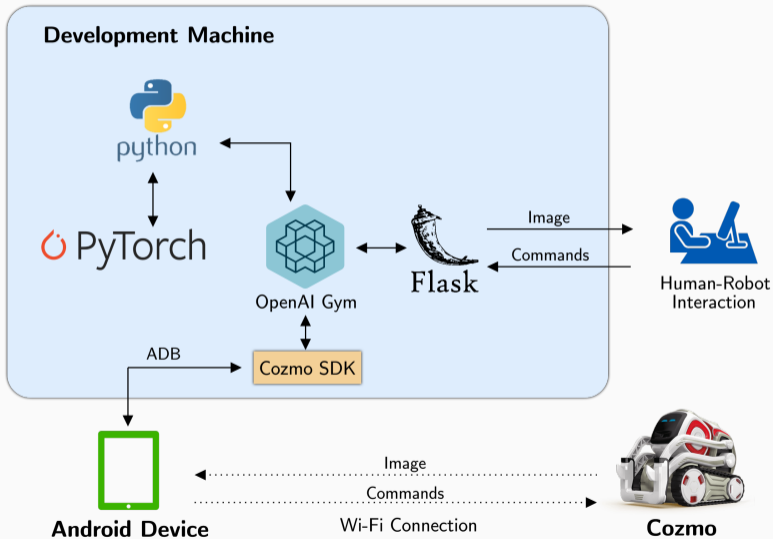 Development Machine
python
PyTorch
OpenAI Gym
Flask
Image
Commands
Human-Robot
Interaction
Cozmo SDK
ADB
Android Device
Image
Commands
Wi-Fi Connection
Cozmo